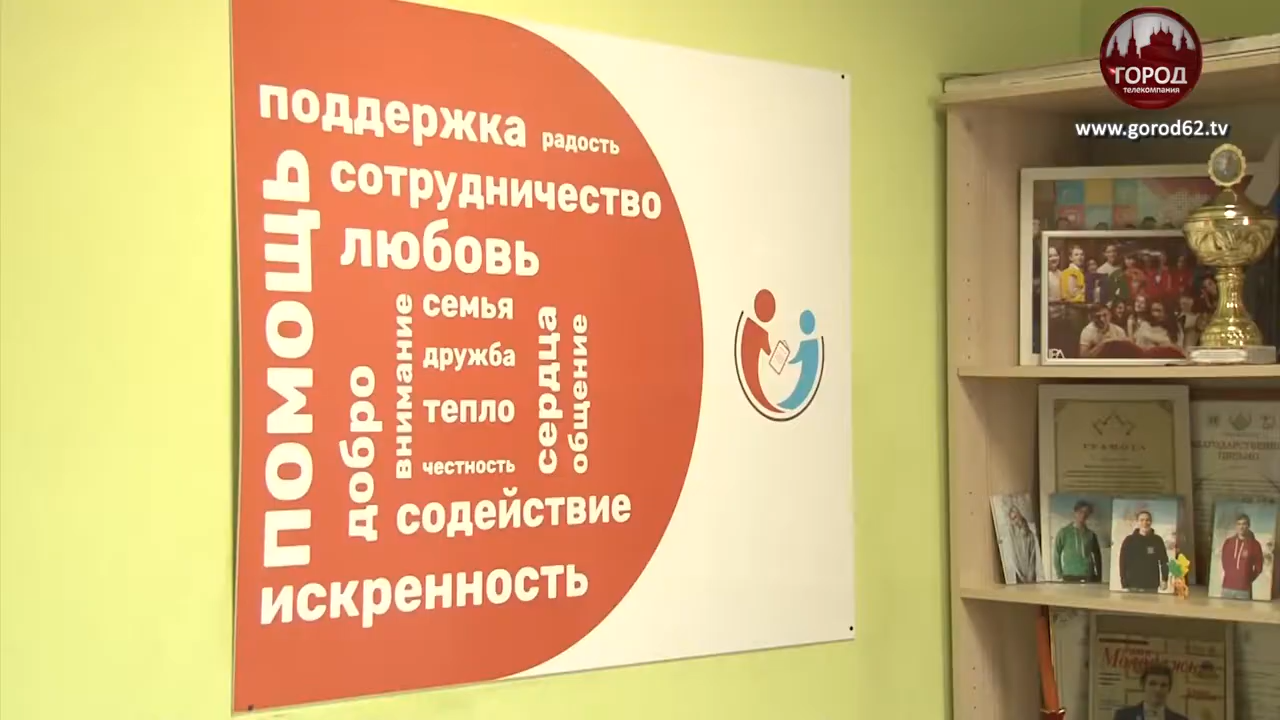 поддержка
радость
помощь
сотрудничество
любовь
добро
внимание
семья
дружба
тепло
честность
сердца
общение
содействие
искренность
ГОРОД
телекомпания
www.gorod62.tv
ГРАМОТА
ПИСЬМО